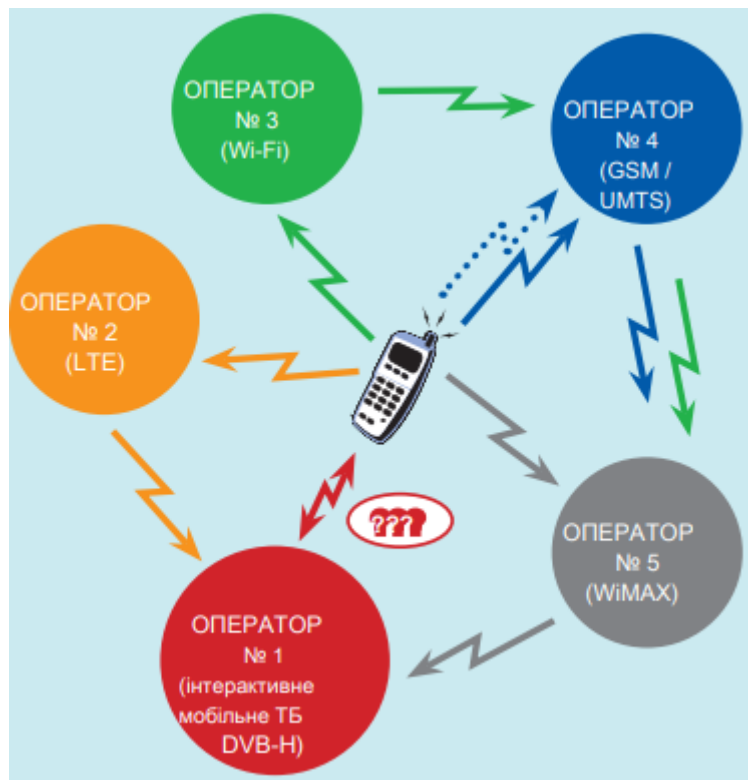 ОПЕРАТОР
№ 3
(Wi-Fi)
ОПЕРАТОР
№ 4
(GSM /
UMTS)
ОПЕРАТОР
№ 2
(LTE)
???
ОПЕРАТОР
№ 5
(WiMAX)
ОПЕРАТОР
№ 1
(інтерактивне
мобільне ТБ
DVB-H)